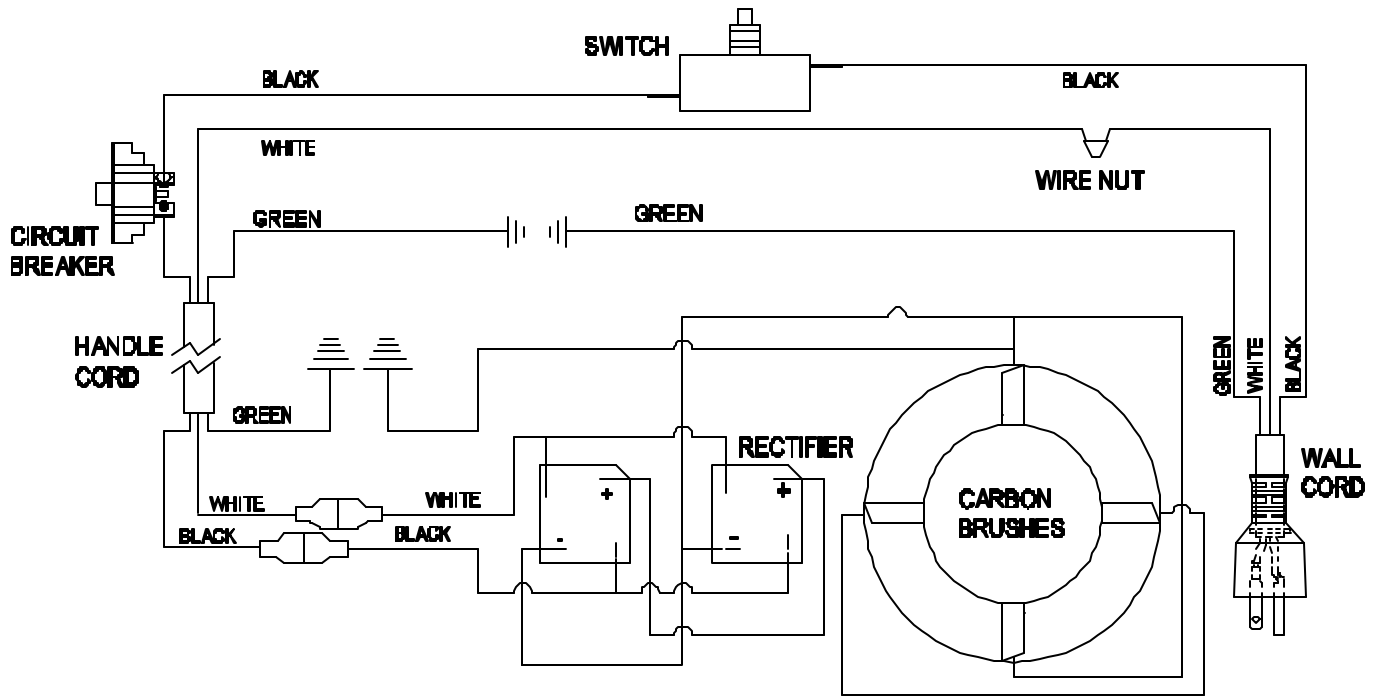 SWITCH
BLACK
BLACK
WHITE
WIRE NUT
GREEN
GREEN
CIRCUIT
BREAKER
HANDLE
CORD
GREEN
WHITE
BLACK
GREEN
RECTIFIER
WALL
CORD
+
+
WHITE
WHITE
CARBON
BRUSHES
BLACK
BLACK
-
-